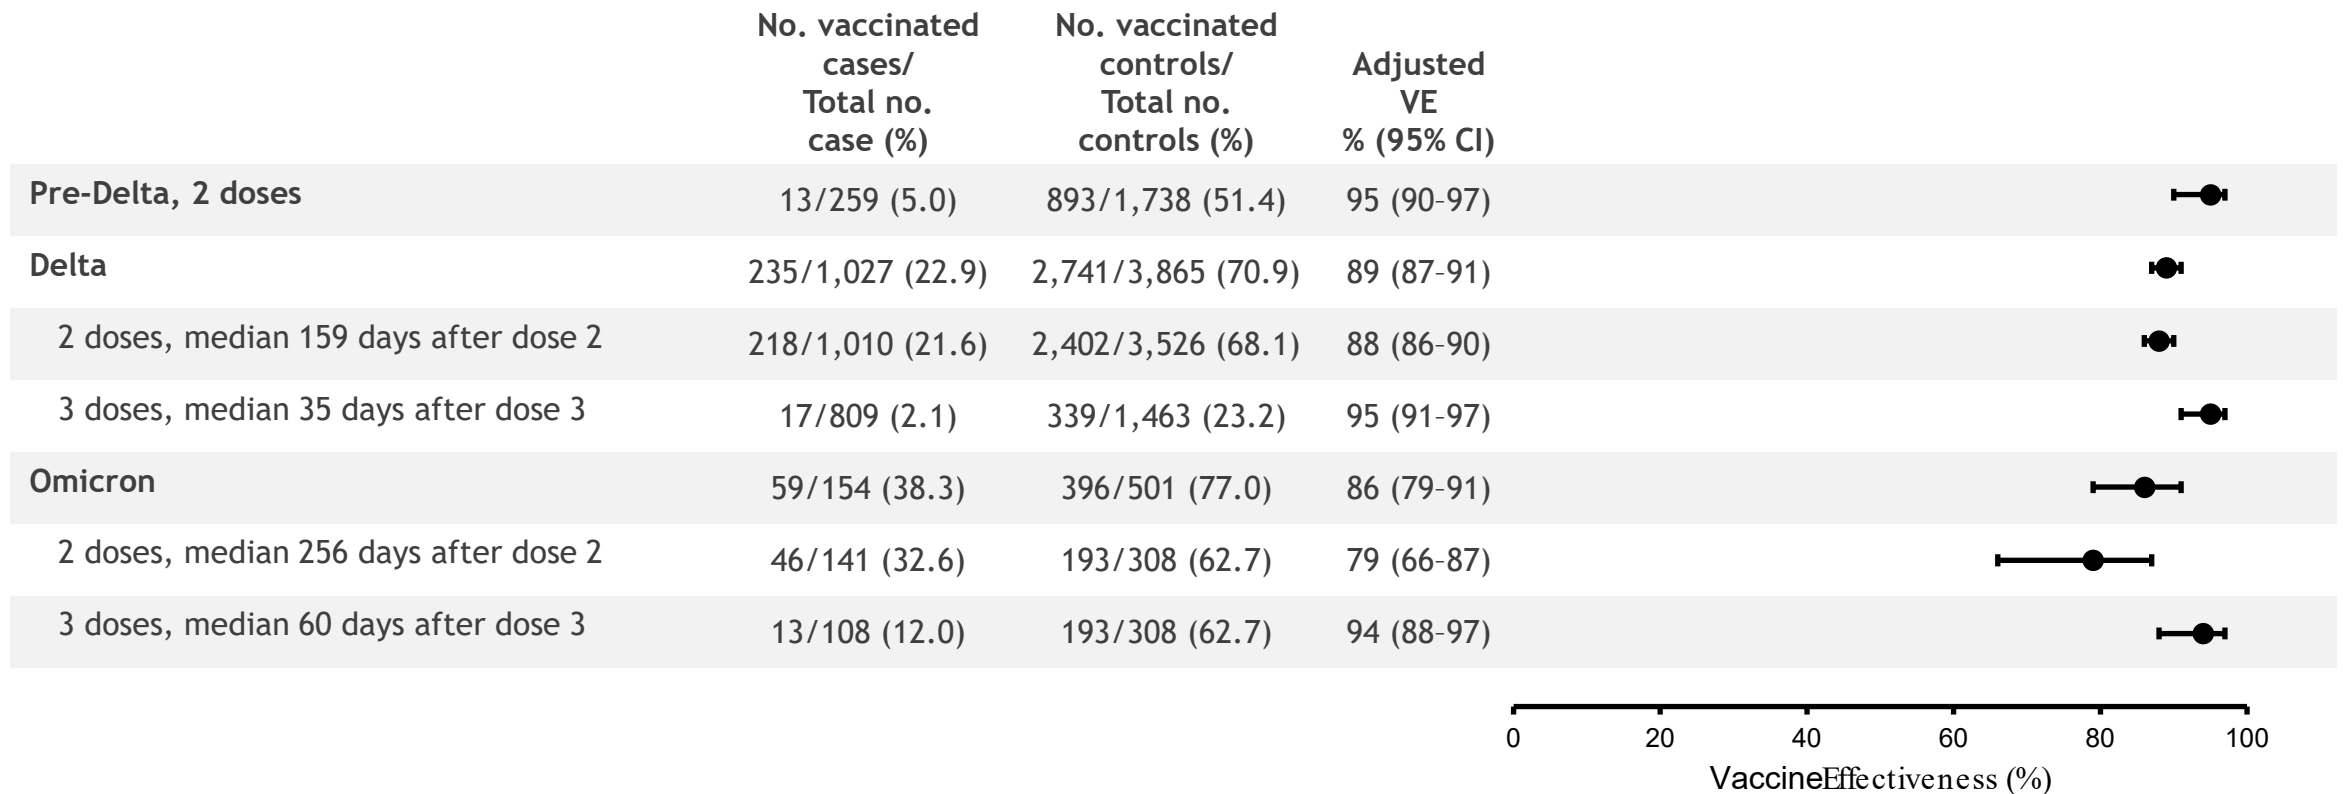 No. vaccinated
cases/
Total no.
case (%)
No. vaccinated
controls/
Total no.
controls (%)
Adjusted
VE
% (95% CI)
Pre-Delta, 2 doses 13/259 (5.0) 893/1,738 (51.4) 95 (90–97)
Delta 235/1,027 (22.9) 2,741/3,865 (70.9) 89 (87–91)
2 doses, median 159 days after dose 2 218/1,010 (21.6) 2,402/3,526 (68.1) 88 (86–90)
3 doses, median 35 days after dose 3 17/809 (2.1) 339/1,463 (23.2) 95 (91–97)
Omicron 59/154 (38.3) 396/501 (77.0) 86 (79–91)
2 doses, median 256 days after dose 2 46/141 (32.6) 193/308 (62.7) 79 (66–87)
3 doses, median 60 days after dose 3 13/108 (12.0) 193/308 (62.7) 94 (88–97)
0 20 40 60 80 100
VaccineEffectiveness (%)